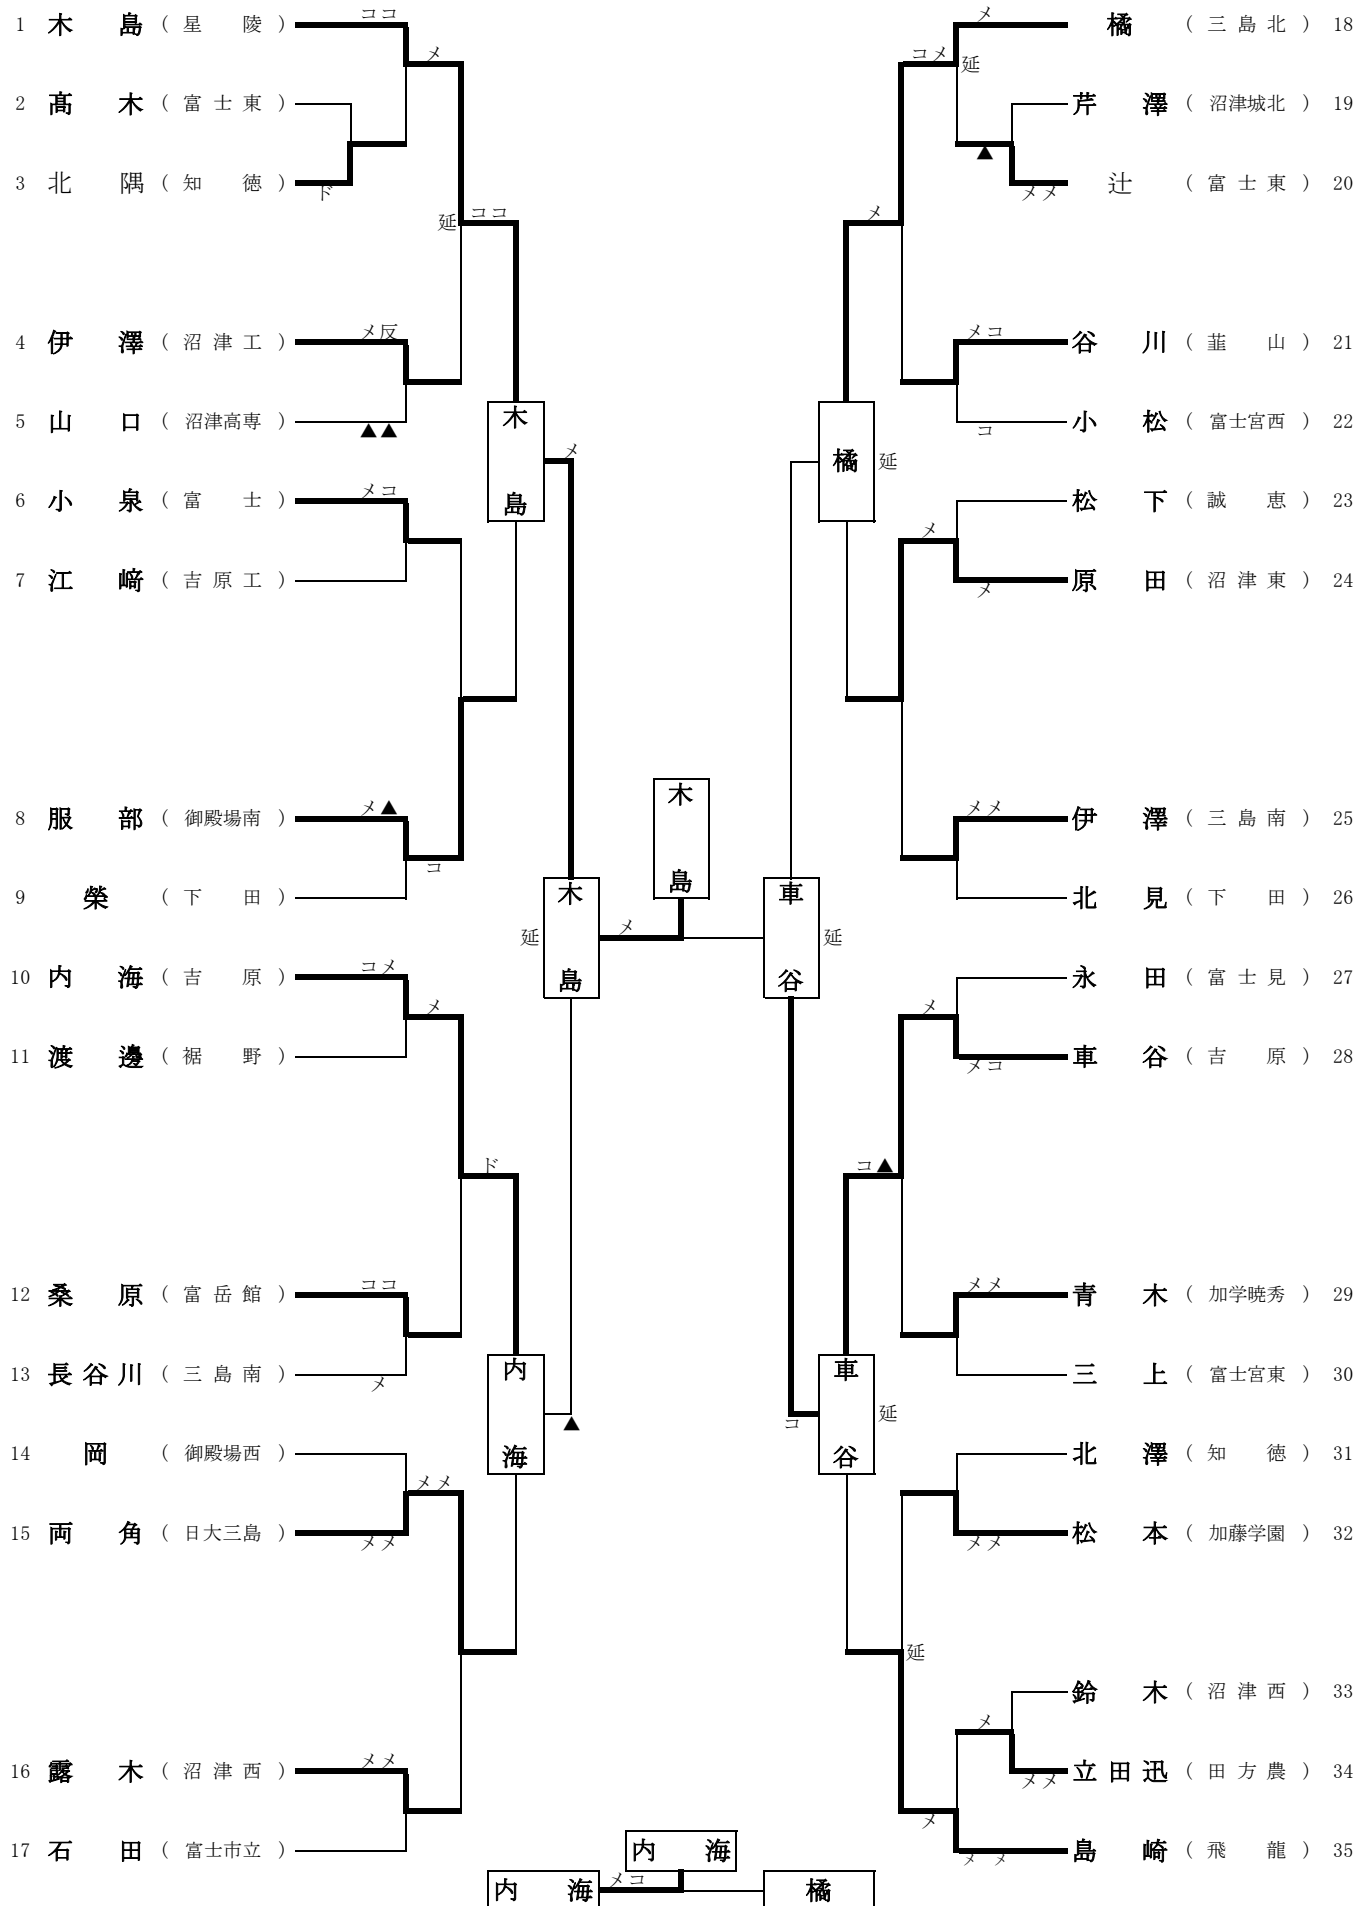 1 木島 （星陵） ココ
メ
2 髙木 （富士東）
3 北隅 （知徳） ド
延 ココ
4 伊澤 （沼津工） メ反
5 山口 （沼津高専） ▲▲
木島 メ
6 小泉 （富士） メコ
7 江﨑 （吉原工）
8 服部 （御殿場南） メ▲
コ
9 榮 （下田）
延 木島 メ
10 内海 （吉原） コメ
メ
11 渡邊 （裾野）
ド
12 桑原 （富岳館） ココ
13 長谷川 （三島南） メ
内海 ▲
14 岡 （御殿場西）
メメ
15 両角 （日大三島） メメ
16 露木 （沼津西） メメ
17 石田 （富士市立）
木島
メ 橘 （三島北） 18
コメ 延
芹澤 （沼津城北） 19
▲
メメ 辻 （富士東） 20
メ
メコ 谷川 （韮山） 21
コ 小松 （富士宮西） 22
橘 延
松下 （誠恵） 23
メ
メ 原田 （沼津東） 24
メメ 伊澤 （三島南） 25
北見 （下田） 26
車谷 延
永田 （富士見） 27
メ
メコ 車谷 （吉原） 28
コ▲
メメ 青木 （加学暁秀） 29
三上 （富士宮東） 30
コ 車谷 延
北澤 （知徳） 31
メメ 松本 （加藤学園） 32
延
鈴木 （沼津西） 33
メ
メメ 立田迅 （田方農） 34
メ
メメ 島崎 （飛龍） 35
内海
内海 メコ 橘